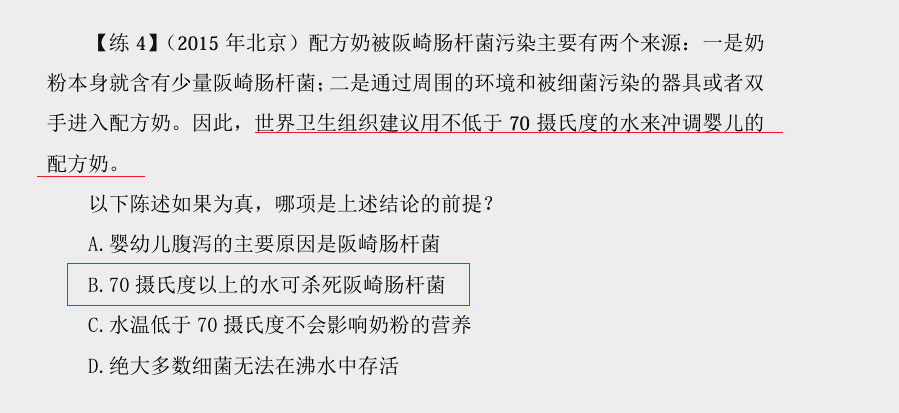 【练 4】（2015 年北京）配方奶被阪崎肠杆菌污染主要有两个来源：一是奶
粉本身就含有少量阪崎肠杆菌；二是通过周围的环境和被细菌污染的器具或者双
手进入配方奶。因此，世界卫生组织建议用不低于 70 摄氏度的水来冲调婴儿的
配方奶。
以下陈述如果为真，哪项是上述结论的前提？
A.婴幼儿腹泻的主要原因是阪崎肠杆菌
B.70 摄氏度以上的水可杀死阪崎肠杆菌
C.水温低于 70 摄氏度不会影响奶粉的营养
D.绝大多数细菌无法在沸水中存活